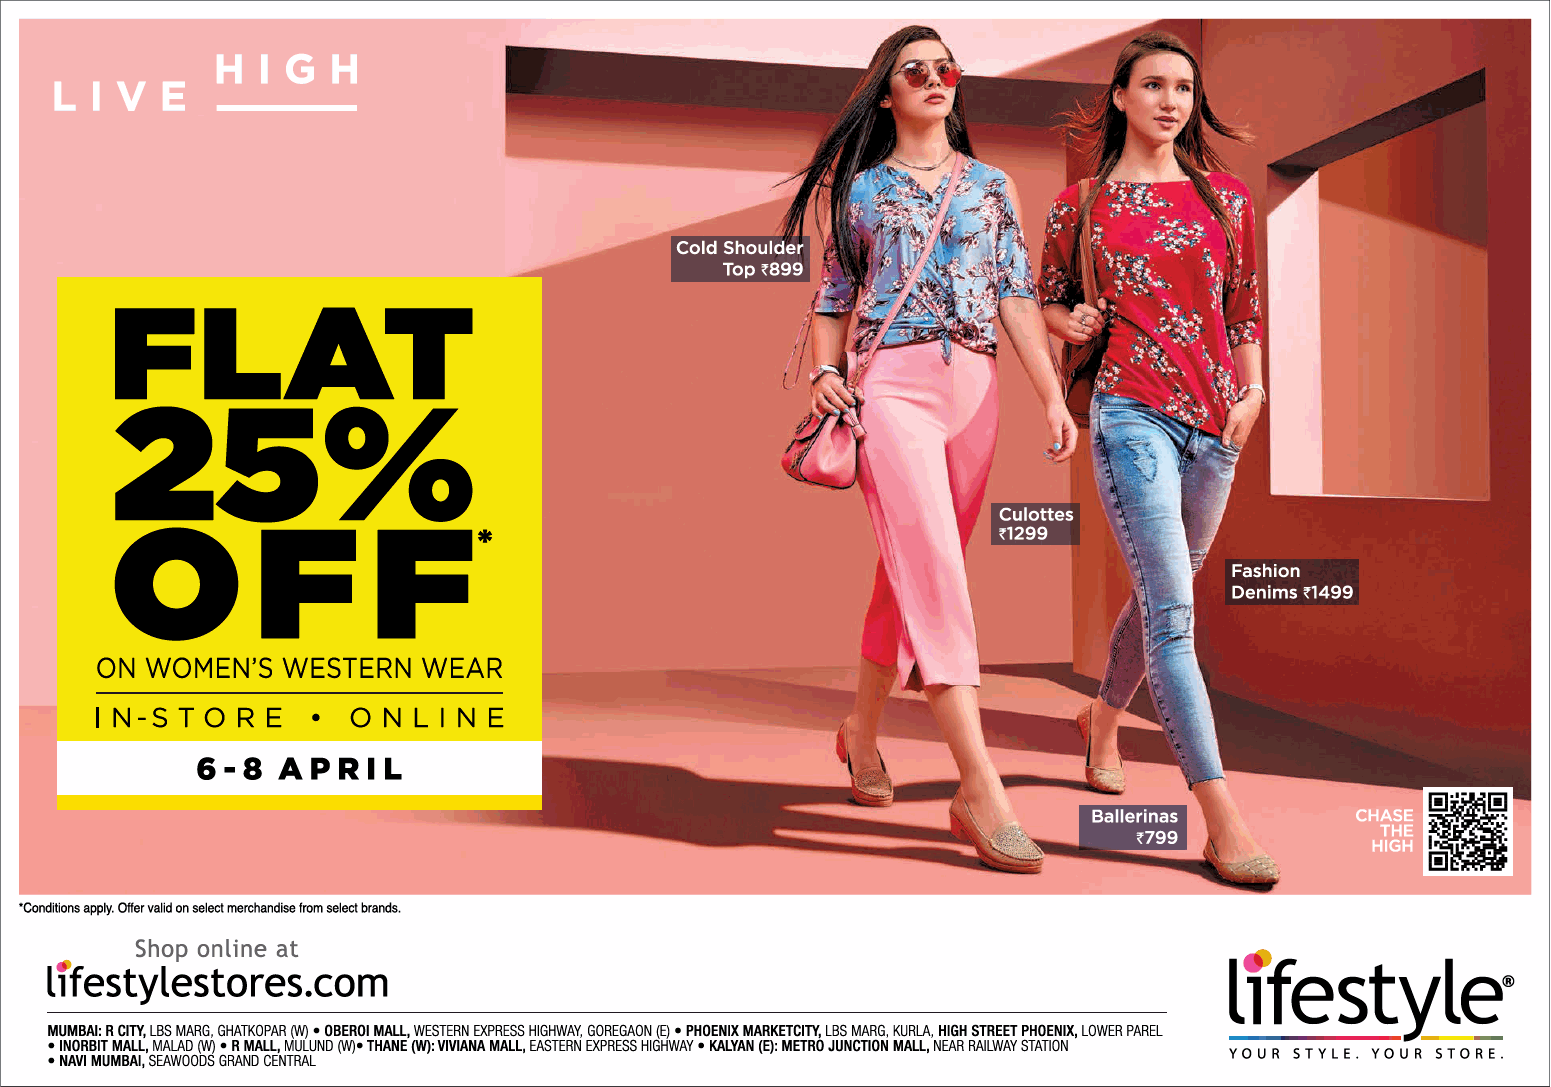 LIVE HIGH
Cold Shoulder
Top ₹899
FLAT
25%
OFF*
ON WOMEN'S WESTERN WEAR
IN-STORE • ONLINE
6-8 APRIL
Culottes
₹1299
Fashion
Denims ₹1499
Ballerinas
₹799
CHASE
THE
HIGH
*Conditions apply. Offer valid on select merchandise from select brands.
Shop online at
lifestylestores.com
MUMBAI: R CITY, LBS MARG, GHATKOPAR (W) • OBEROI MALL, WESTERN EXPRESS HIGHWAY, GOREGAON (E) • PHOENIX MARKETCITY, LBS MARG, KURLA, HIGH STREET PHOENIX, LOWER PAREL
• INORBIT MALL, MALAD (W) • R MALL, MULUND (W)• THANE (W): VIVIANA MALL, EASTERN EXPRESS HIGHWAY • KALYAN (E): METRO JUNCTION MALL, NEAR RAILWAY STATION
• NAVI MUMBAI, SEAWOODS GRAND CENTRAL
lifestyle®
YOUR STYLE. YOUR STORE.